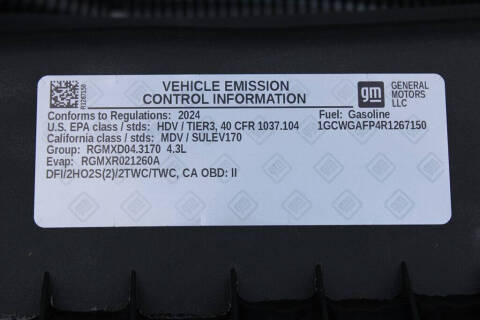 R1267150
VEHICLE EMISSION
CONTROL INFORMATION
gm
GENERAL
MOTORS
LLC
Conforms to Regulations: 2024
Fuel: Gasoline
U.S. EPA class / stds: HDV / TIER3, 40 CFR 1037.104
1GCWGAFP4R1267150
California class / stds: MDV / SULEV170
Group: RGMXD04.3170 4.3L
Evap: RGMXR021260A
DFI/2HO2S(2)/2TWC/TWC, CA OBD: II